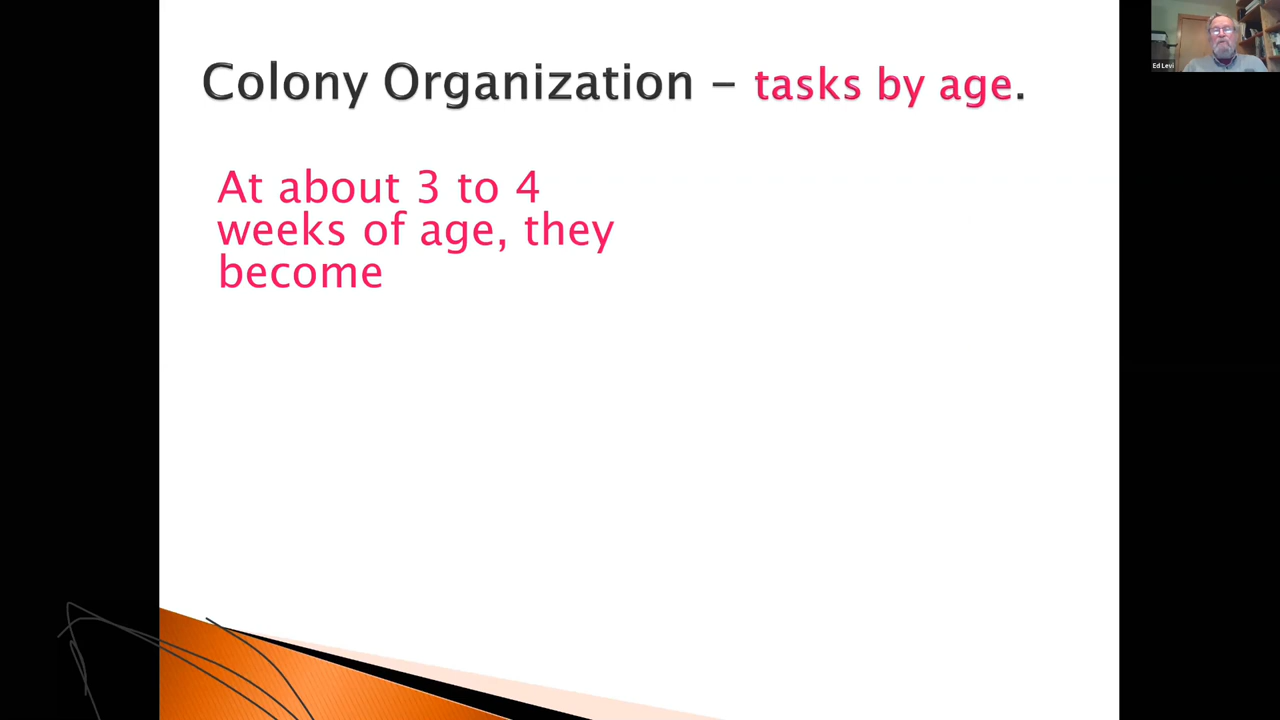 Colony Organization – tasks by age.
At about 3 to 4
weeks of age, they
become
Ed Levi